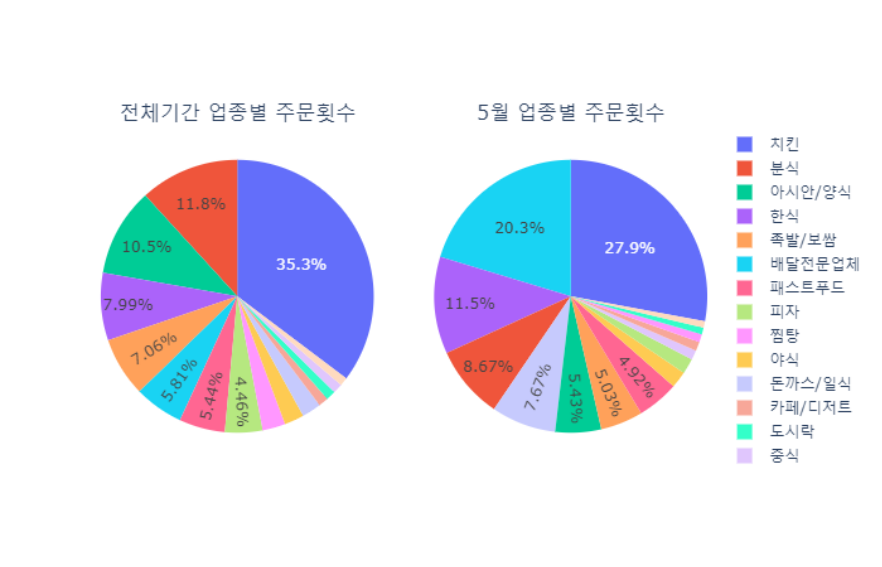 전체기간 업종별 주문횟수
5월 업종별 주문횟수
35.3%
11.8%
10.5%
7.99%
7.06%
5.81%
5.44%
4.46%
27.9%
20.3%
11.5%
8.67%
7.67%
5.43%
5.03%
4.92%
치킨
분식
아시안/양식
한식
족발/보쌈
배달전문업체
패스트푸드
피자
찜탕
야식
돈까스/일식
카페/디저트
도시락
중식